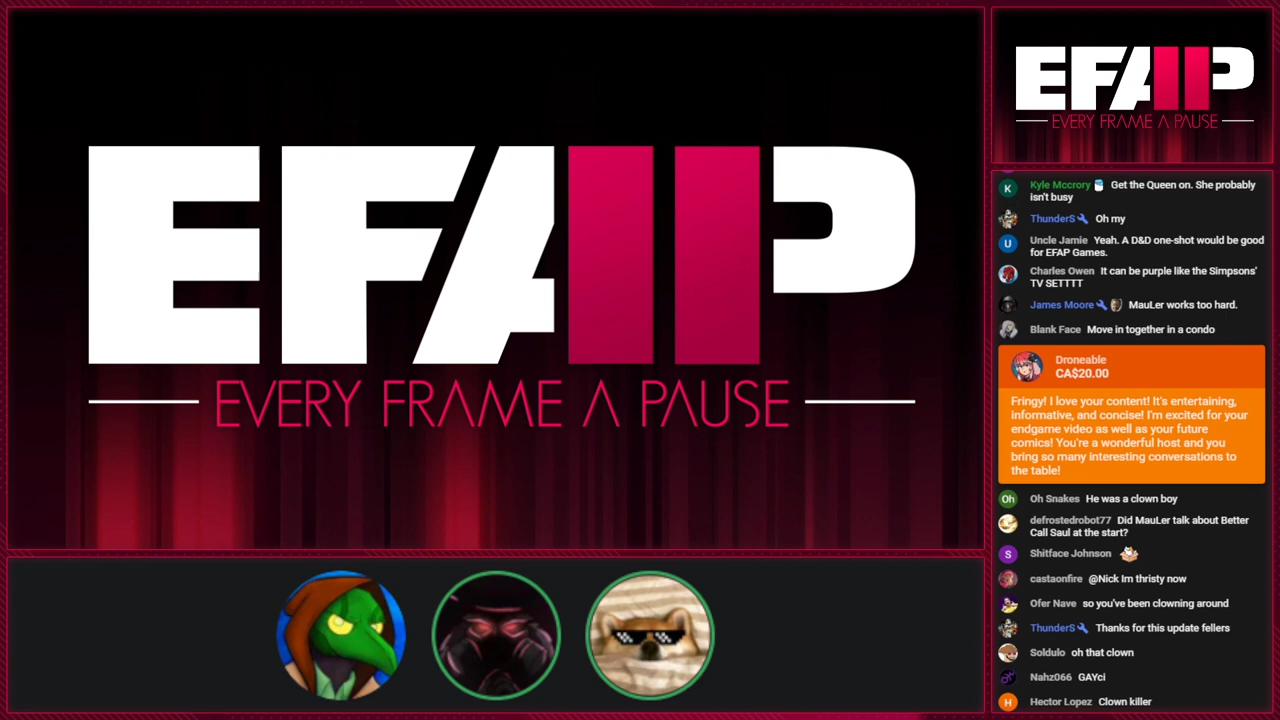 EFAP
EVERY FRAME A PAUSE
EFAP
EVERY FRAME A PAUSE
K Kyle Mccrory Get the Queen on. She probably
isn't busy
ThunderS Oh my
U Uncle Jamie Yeah. A D&D one-shot would be good
for EFAP Games.
Charles Owen It can be purple like the Simpsons'
TV SETTTT
James Moore MauLer works too hard.
Blank Face Move in together in a condo
Droneable
CA$20.00
Fringy! I love your content! It's entertaining,
informative, and concise! I'm excited for your
endgame video as well as your future
comics! You're a wonderful host and you
bring so many interesting conversations to
the table!
Oh Oh Snakes He was a clown boy
defrostedrobot77 Did MauLer talk about Better
Call Saul at the start?
S Shitface Johnson
castaonfire @Nick Im thristy now
Ofer Nave so you've been clowning around
ThunderS Thanks for this update fellers
Soldulo oh that clown
Nahz066 GAYci
H Hector Lopez Clown killer